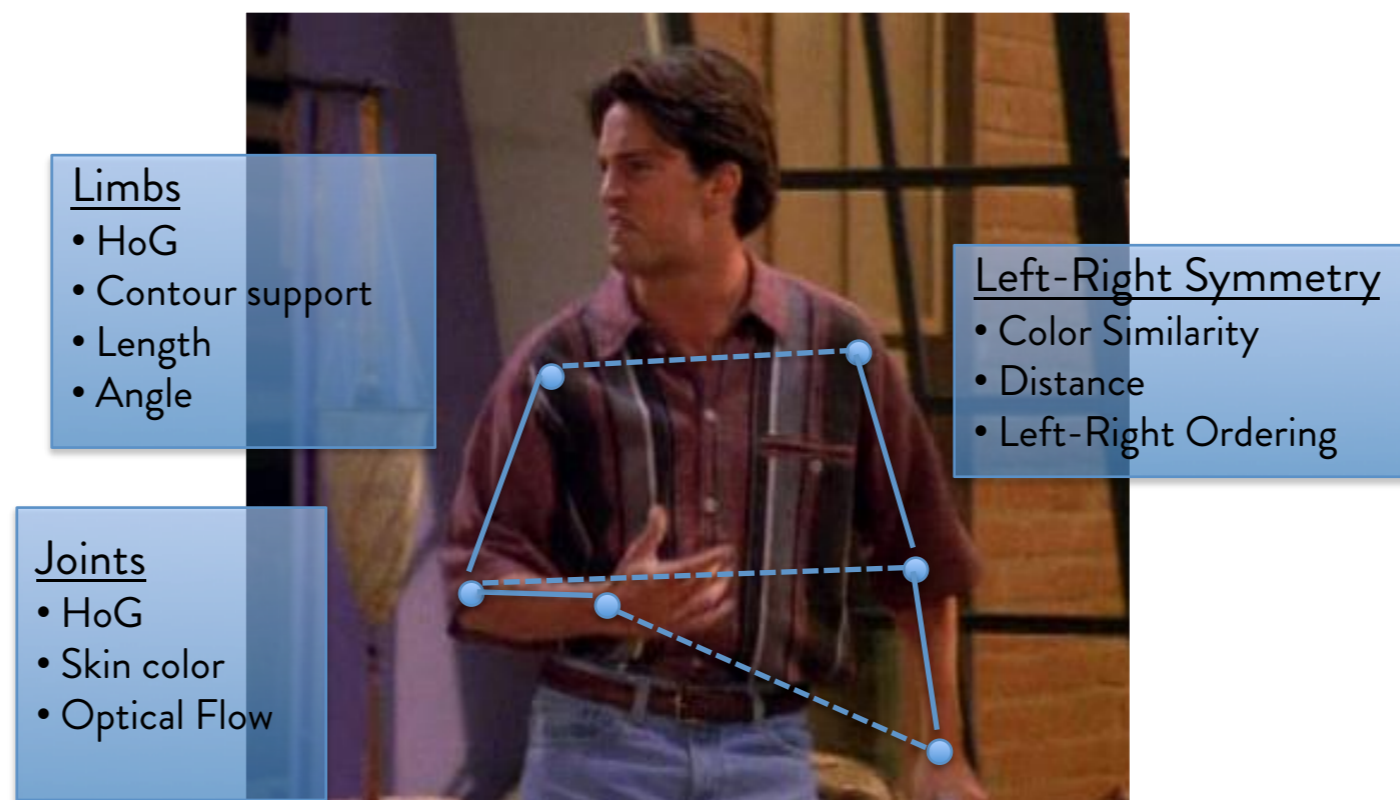 Limbs
• HoG
• Contour support
• Length
• Angle
Joints
• HoG
• Skin color
• Optical Flow
Left-Right Symmetry
• Color Similarity
• Distance
• Left-Right Ordering